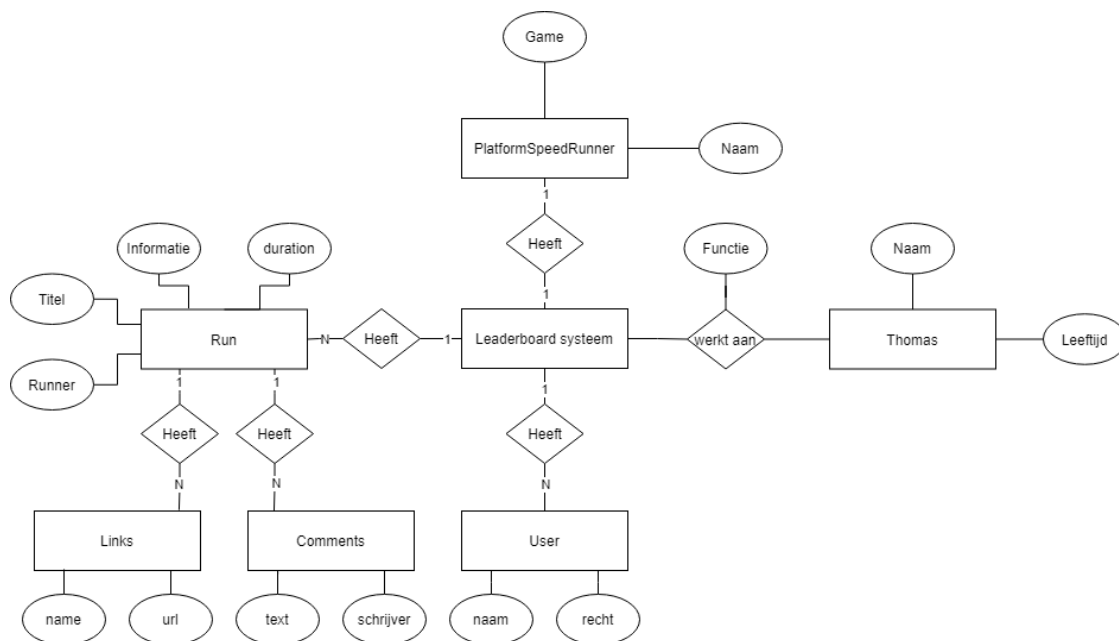 Game
PlatformSpeedRunner
Naam
1
Heeft
1
Informatie
duration
Functie
Naam
Titel
Run
N
Heeft
1
Leaderboard systeem
werkt aan
Thomas
Leeftijd
Runner
1
1
1
Heeft
Heeft
Heeft
N
N
N
Links
Comments
User
name
url
text
schrijver
naam
recht